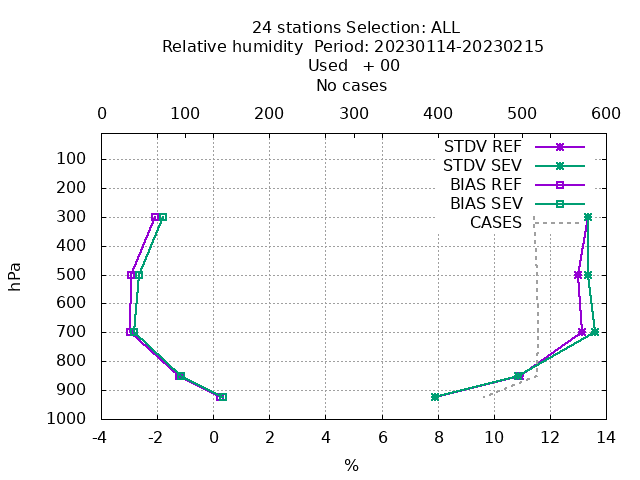 24 stations Selection: ALL
Relative humidity  Period: 20230114-20230215
Used   + 00
No cases
0 100 200 300 400 500 600
STDV REF
STDV SEV
BIAS REF
BIAS SEV
CASES
100
200
300
400
500
600
700
800
900
1000
hPa
-4 -2 0 2 4 6 8 10 12 14
%